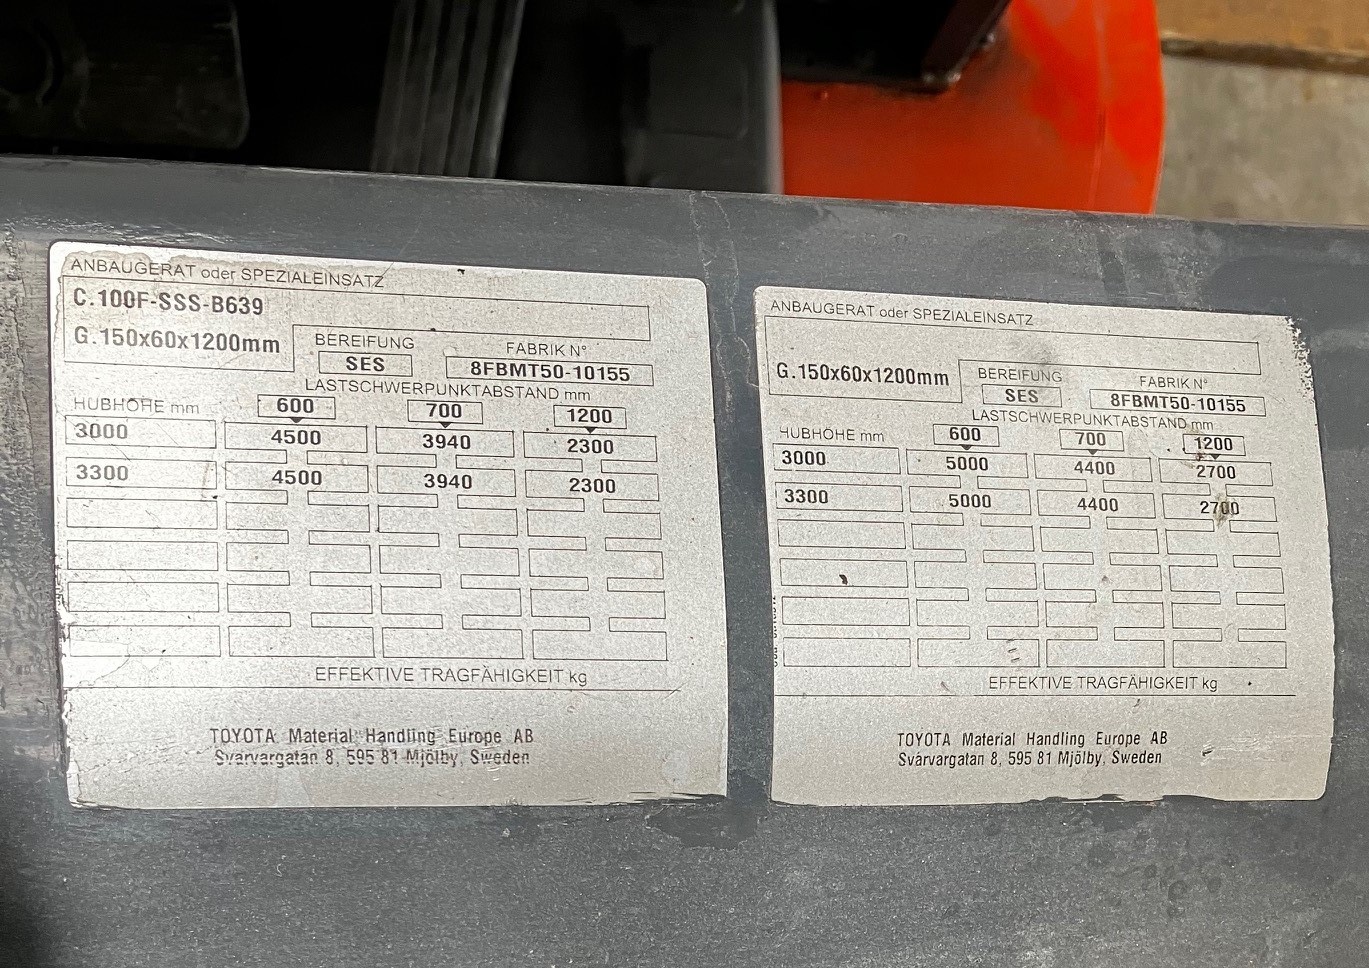 ANBAUGERAT oder SPEZIALEINSATZ
C.100F-SSS-B639
G.150x60x1200mm
BEREIFUNG
FABRIK N°
SES
8FBMT50-10155
LASTSCHWERPUNKTABSTAND mm
HUBHÖHE mm 600 700 1200
3000 4500 3940 2300
3300 4500 3940 2300
EFFEKTIVE TRAGFÄHIGKEIT kg
TOYOTA Material Handling Europe AB
Svarvargatan 8, 595 81 Mjölby, Sweden
ANBAUGERAT oder SPEZIALEINSATZ
G.150x60x1200mm
BEREIFUNG
FABRIK N°
SES
8FBMT50-10155
LASTSCHWERPUNKTABSTAND mm
HUBHÖHE mm 600 700 1200
3000 5000 4400 2700
3300 5000 4400 2700
EFFEKTIVE TRAGFÄHIGKEIT kg
TOYOTA Material Handling Europe AB
Svarvargatan 8, 595 81 Mjölby, Sweden